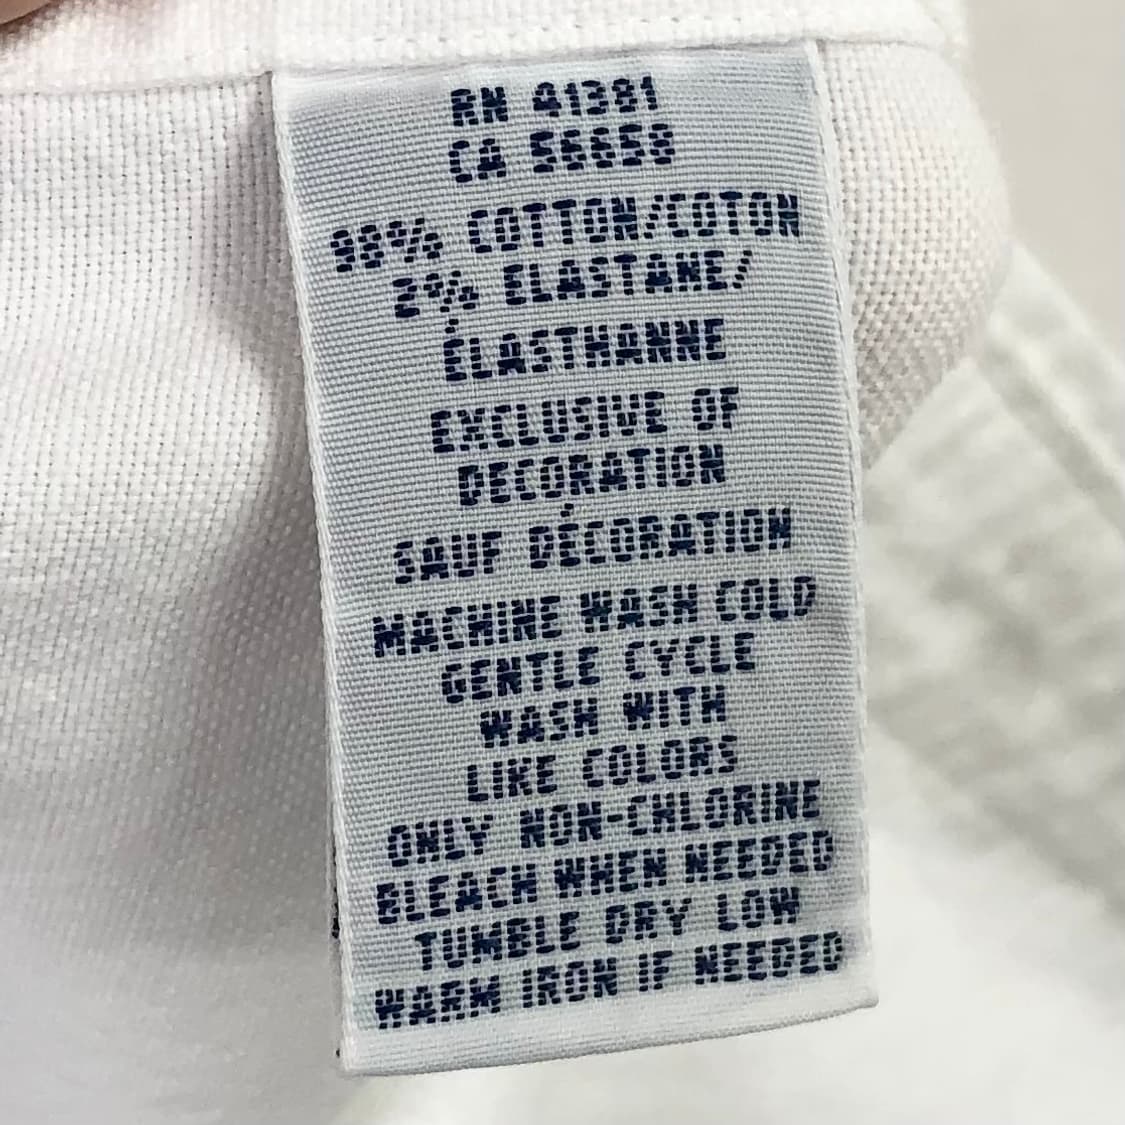 RN 41381
CA 56658
98% COTTON/COTON
2% ELASTANE/
ÉLASTHANNE
EXCLUSIVE OF
DECORATION
SAUF DÉCORATION
MACHINE WASH COLD
GENTLE CYCLE
WASH WITH
LIKE COLORS
ONLY NON-CHLORINE
BLEACH WHEN NEEDED
TUMBLE DRY LOW
WARM IRON IF NEEDED